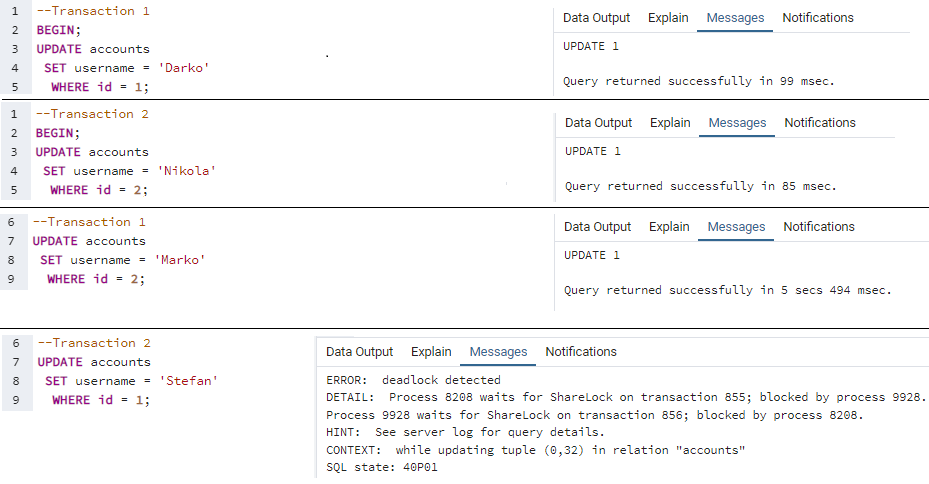 1 --Transaction 1
2 BEGIN;
3 UPDATE accounts
4 SET username = 'Darko'
5 WHERE id = 1;
Data Output Explain Messages Notifications
UPDATE 1
Query returned successfully in 99 msec.
1 --Transaction 2
2 BEGIN;
3 UPDATE accounts
4 SET username = 'Nikola'
5 WHERE id = 2;
Data Output Explain Messages Notifications
UPDATE 1
Query returned successfully in 85 msec.
6 --Transaction 1
7 UPDATE accounts
8 SET username = 'Marko'
9 WHERE id = 2;
Data Output Explain Messages Notifications
UPDATE 1
Query returned successfully in 5 secs 494 msec.
6 --Transaction 2
7 UPDATE accounts
8 SET username = 'Stefan'
9 WHERE id = 1;
Data Output Explain Messages Notifications
ERROR: deadlock detected
DETAIL: Process 8208 waits for ShareLock on transaction 855; blocked by process 9928.
Process 9928 waits for ShareLock on transaction 856; blocked by process 8208.
HINT: See server log for query details.
CONTEXT: while updating tuple (0,32) in relation "accounts"
SQL state: 40P01